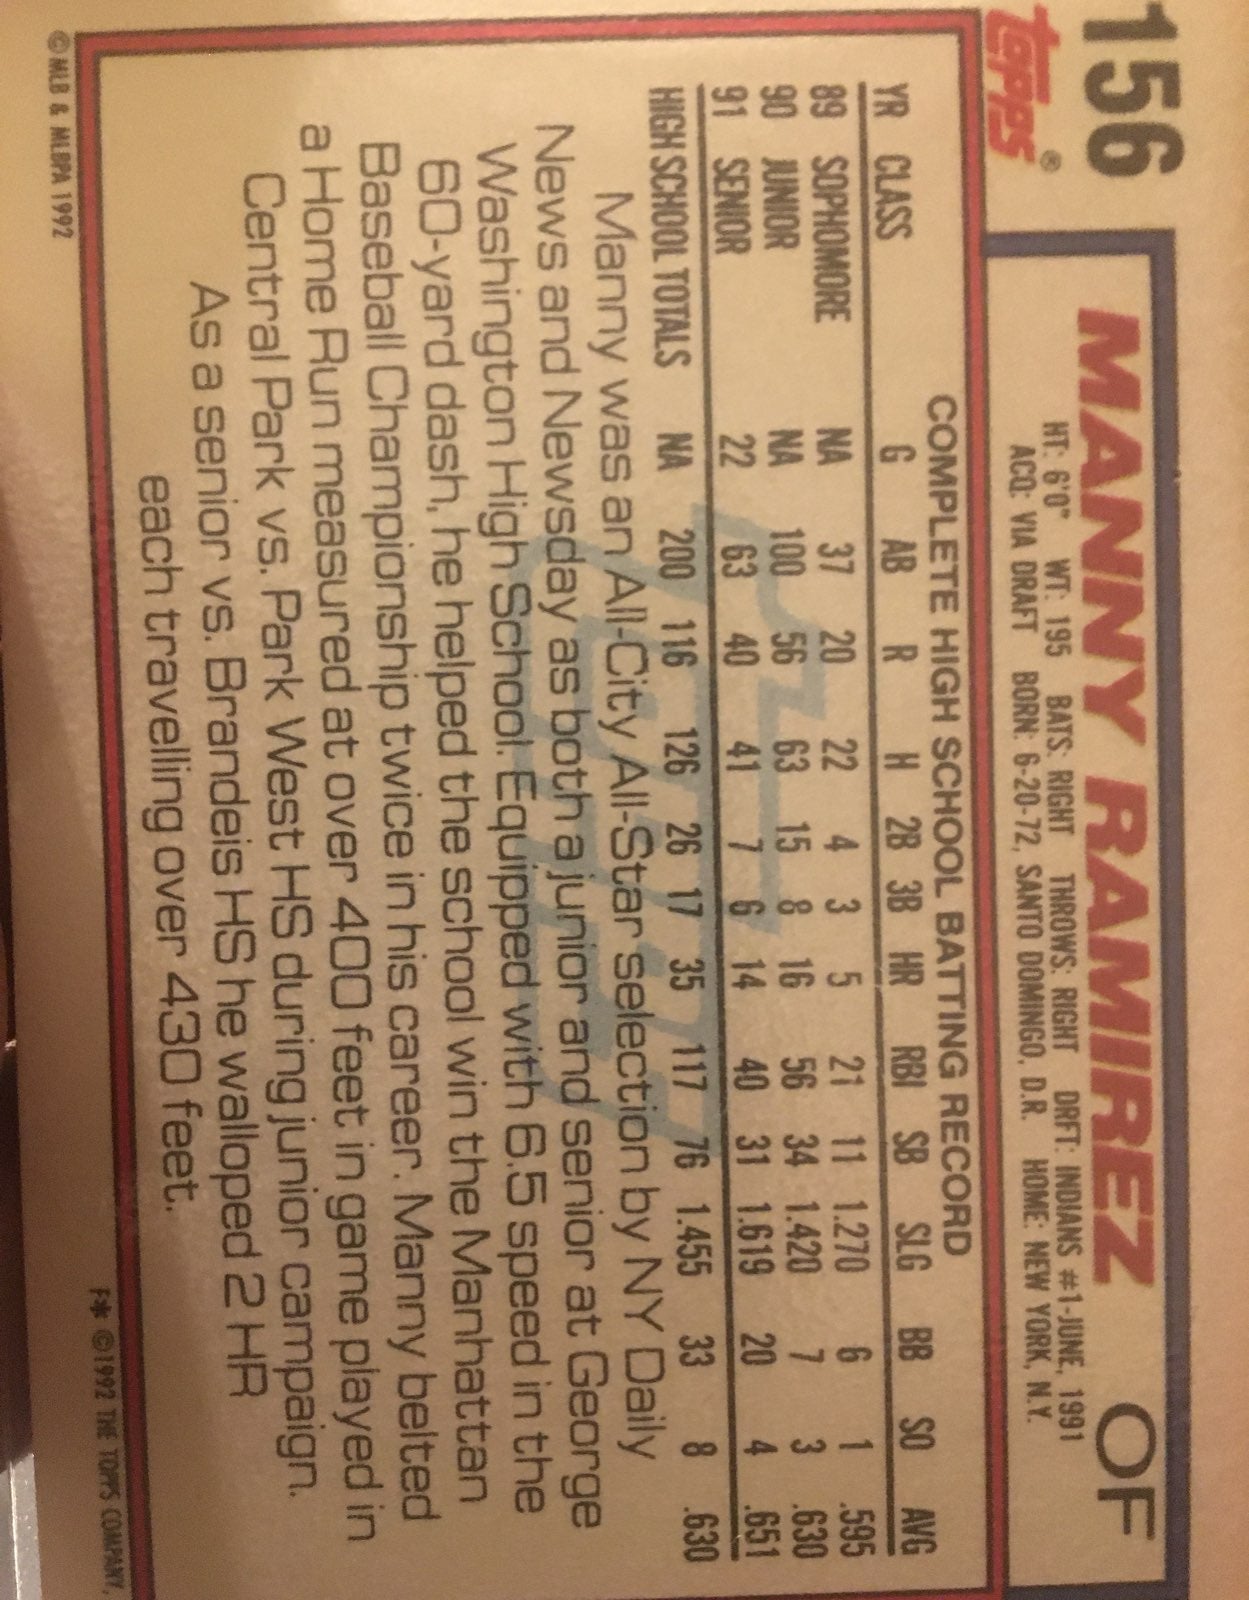 156
MANNY RAMIREZ OF
topps®
HT: 6'0" WT: 195 BATS: RIGHT THROWS: RIGHT DRFT: INDIANS #1-JUNE, 1991
ACQ: VIA DRAFT BORN: 6-20-72, SANTO DOMINGO, D.R. HOME: NEW YORK, N.Y.
COMPLETE HIGH SCHOOL BATTING RECORD
YR CLASS G AB R H 2B 3B HR RBI SB SLG BB SO AVG
89 SOPHOMORE NA 37 20 22 4 3 5 21 11 1.270 6 1 .595
90 JUNIOR NA 100 56 63 15 8 16 56 34 1.420 7 3 .630
91 SENIOR 22 63 40 41 7 6 14 40 31 1.619 20 4 .651
HIGH SCHOOL TOTALS NA 200 116 126 26 17 35 117 76 1.455 33 8 .630
Manny was an All-City All-Star selection by NY Daily
News and Newsday as both a junior and senior at George
Washington High School. Equipped with 6.5 speed in the
60-yard dash, he helped the school win the Manhattan
Baseball Championship twice in his career. Manny belted
a Home Run measured at over 400 feet in game played in
Central Park vs. Park West HS during junior campaign.
As a senior vs. Brandeis HS he walloped 2 HR
each travelling over 430 feet.
© MLB & MLBPA 1992
F* ©1992 THE TOPPS COMPANY,